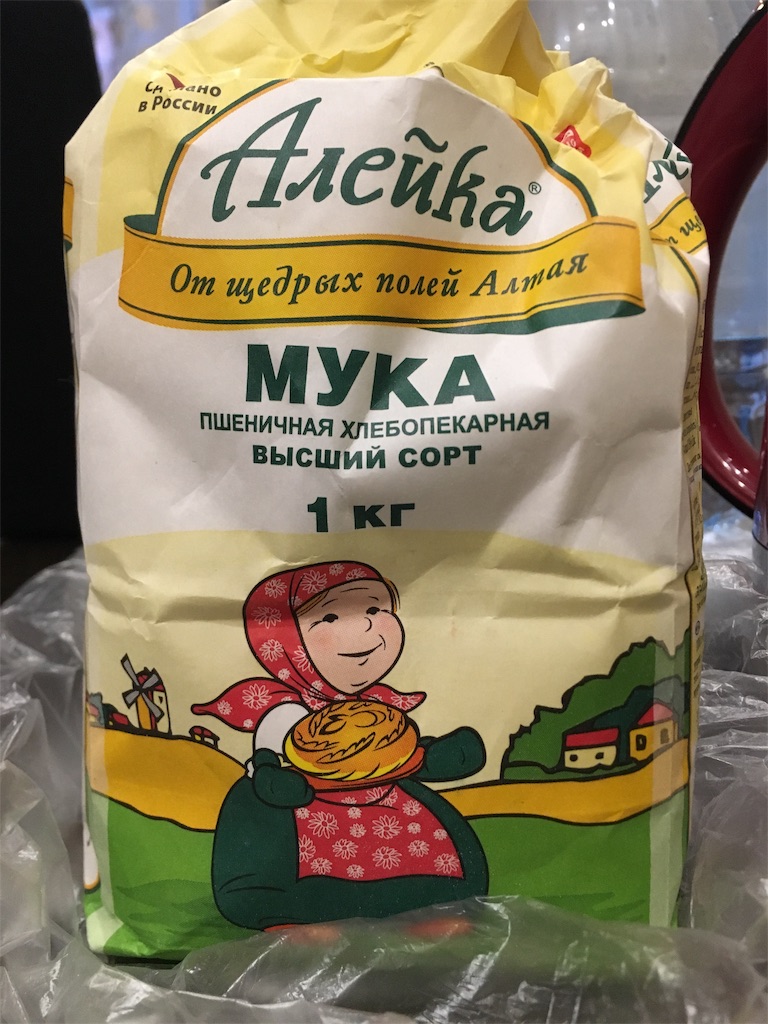 в России
Алейка®
От щедрых полей Алтая
МУКА
ПШЕНИЧНАЯ ХЛЕБОПЕКАРНАЯ
ВЫСШИЙ СОРТ
1 кг